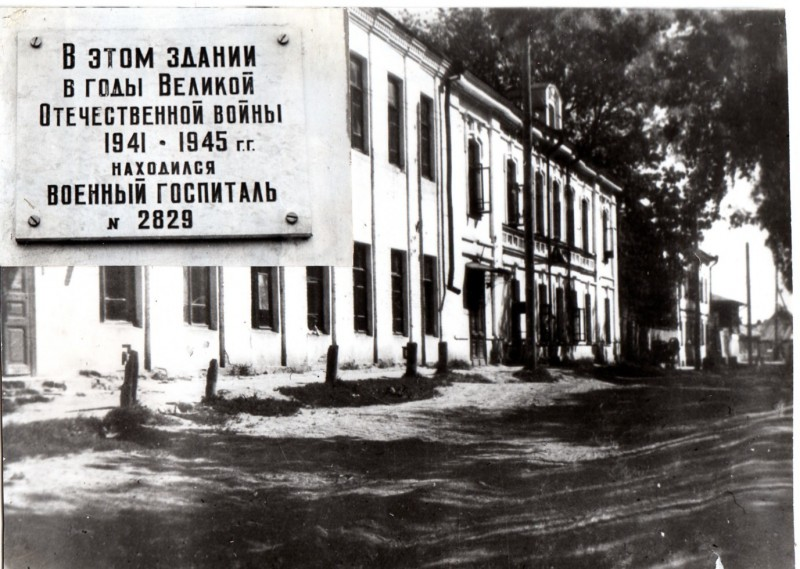 В этом здании
в годы Великой
Отечественной войны
1941 • 1945 г.г.
находился
военный госпиталь
№ 2829